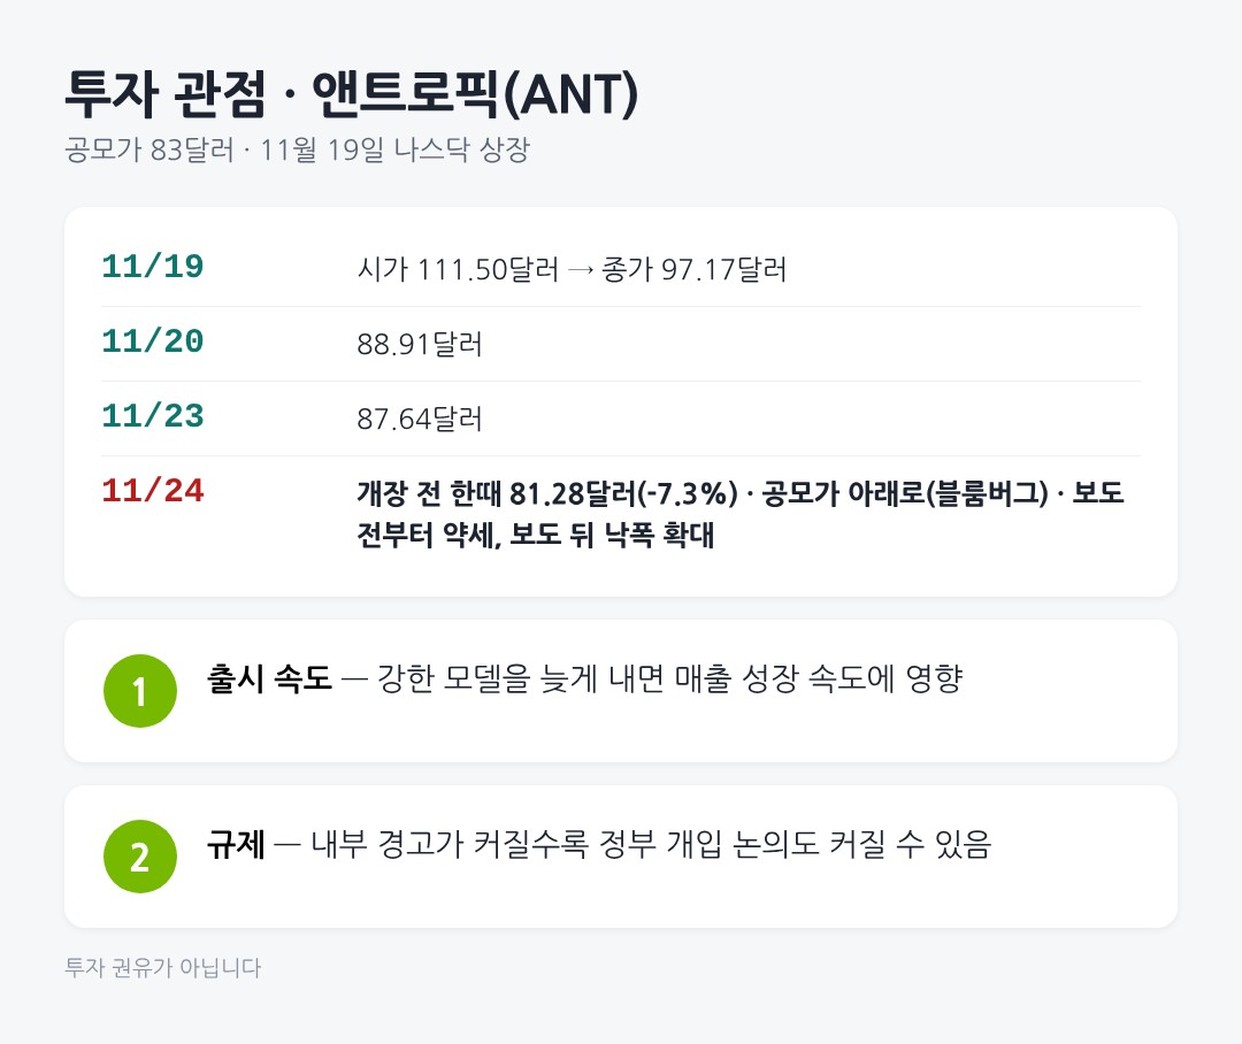 투자 관점 · 앤트로픽(ANT)
공모가 83달러 · 11월 19일 나스닥 상장
11/19 시가 111.50달러 → 종가 97.17달러
11/20 88.91달러
11/23 87.64달러
11/24 개장 전 한때 81.28달러(-7.3%) · 공모가 아래로(블룸버그) · 보도
전부터 약세, 보도 뒤 낙폭 확대
1 출시 속도 — 강한 모델을 늦게 내면 매출 성장 속도에 영향
2 규제 — 내부 경고가 커질수록 정부 개입 논의도 커질 수 있음
투자 권유가 아닙니다